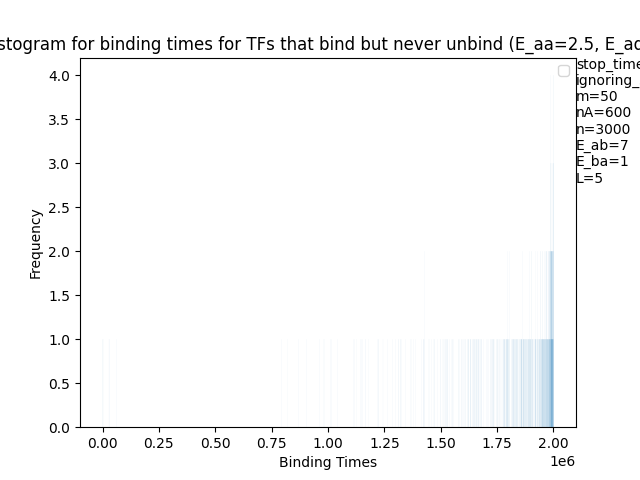 stogram for binding times for TFs that bind but never unbind (E_aa=2.5, E_ad
stop_time
ignoring_
m=50
nA=600
n=3000
E_ab=7
E_ba=1
L=5
4.0
3.5
3.0
2.5
2.0
1.5
1.0
0.5
0.0
Frequency
0.00 0.25 0.50 0.75 1.00 1.25 1.50 1.75 2.00
1e6
Binding Times